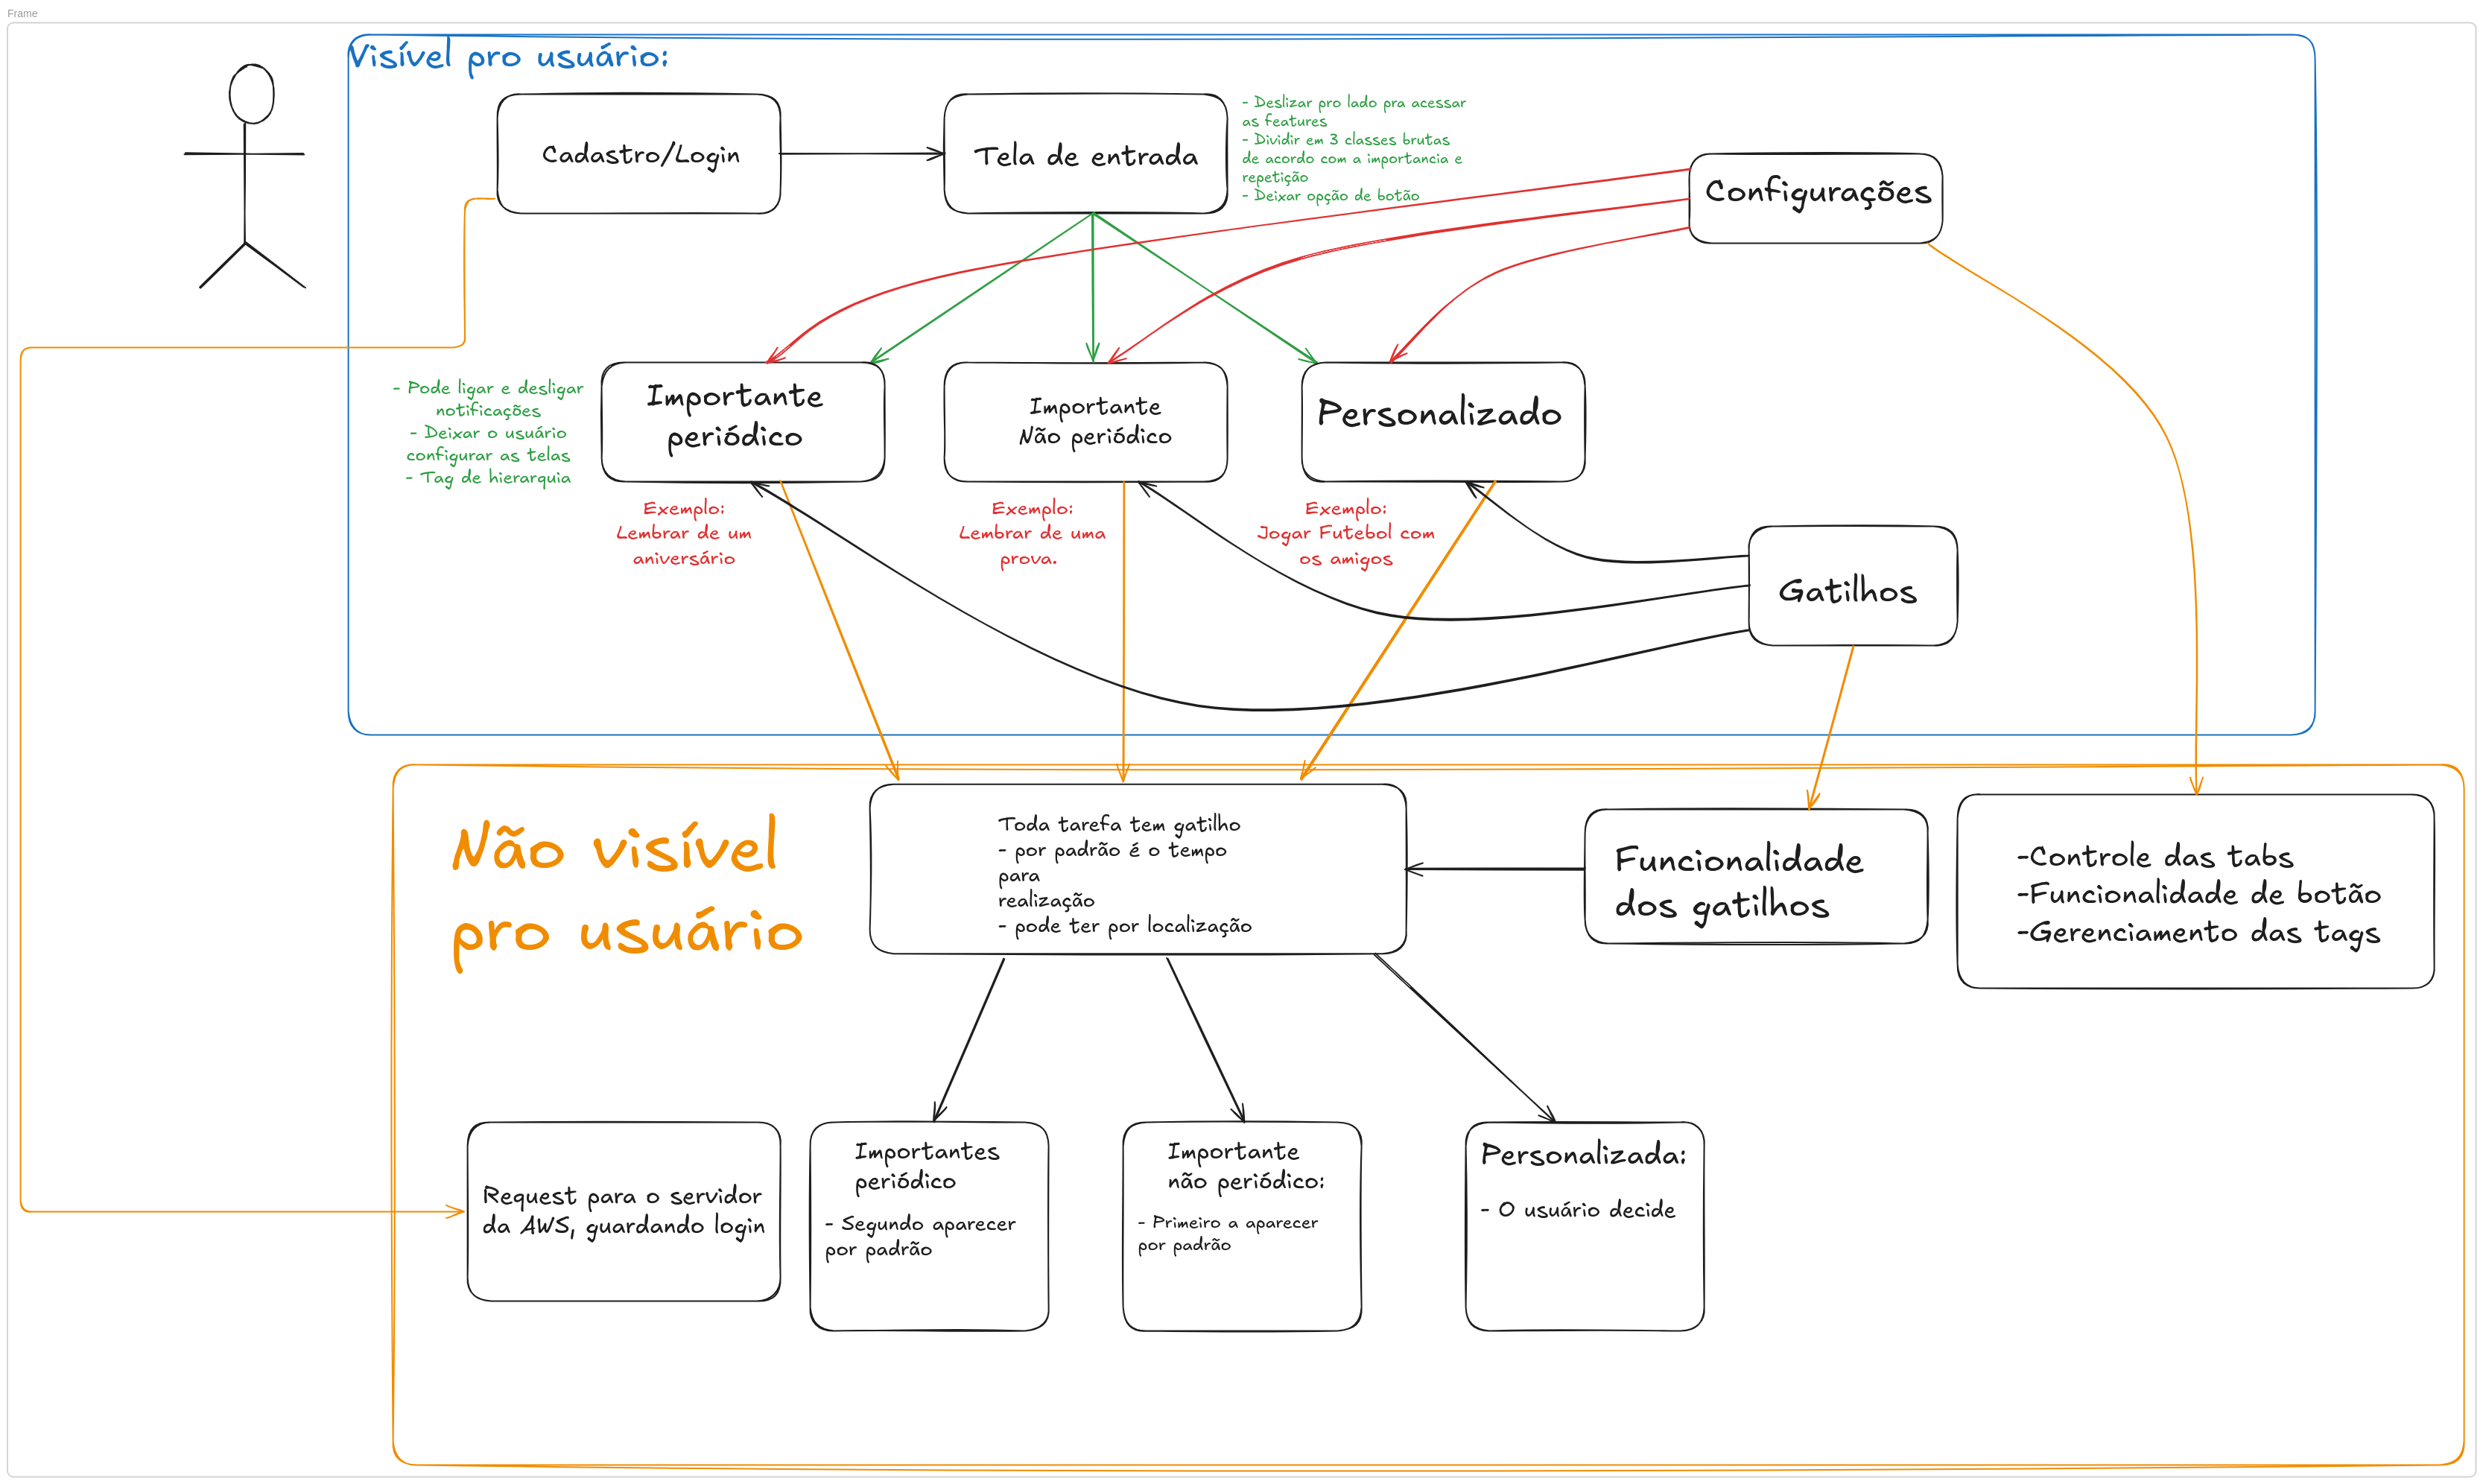 Frame
Visível pro usuário:
Cadastro/Login
Tela de entrada
- Deslizar pro lado pra acessar
as features
- Dividir em 3 classes brutas
de acordo com a importancia e
repetição
- Deixar opção de botão
Configurações
- Pode ligar e desligar
notificações
- Deixar o usuário
configurar as telas
- Tag de hierarquia
Importante
periódico
Importante
Não periódico
Personalizado
Exemplo:
Lembrar de um
aniversário
Exemplo:
Lembrar de uma
prova.
Exemplo:
Jogar Futebol com
os amigos
Gatilhos
Não visível
pro usuário
Toda tarefa tem gatilho
- por padrão é o tempo
para
realização
- pode ter por localização
Funcionalidade
dos gatilhos
-Controle das tabs
-Funcionalidade de botão
-Gerenciamento das tags
Request para o servidor
da AWS, guardando login
Importantes
periódico
- Segundo aparecer
por padrão
Importante
não periódico:
- Primeiro a aparecer
por padrão
Personalizada:
- O usuário decide